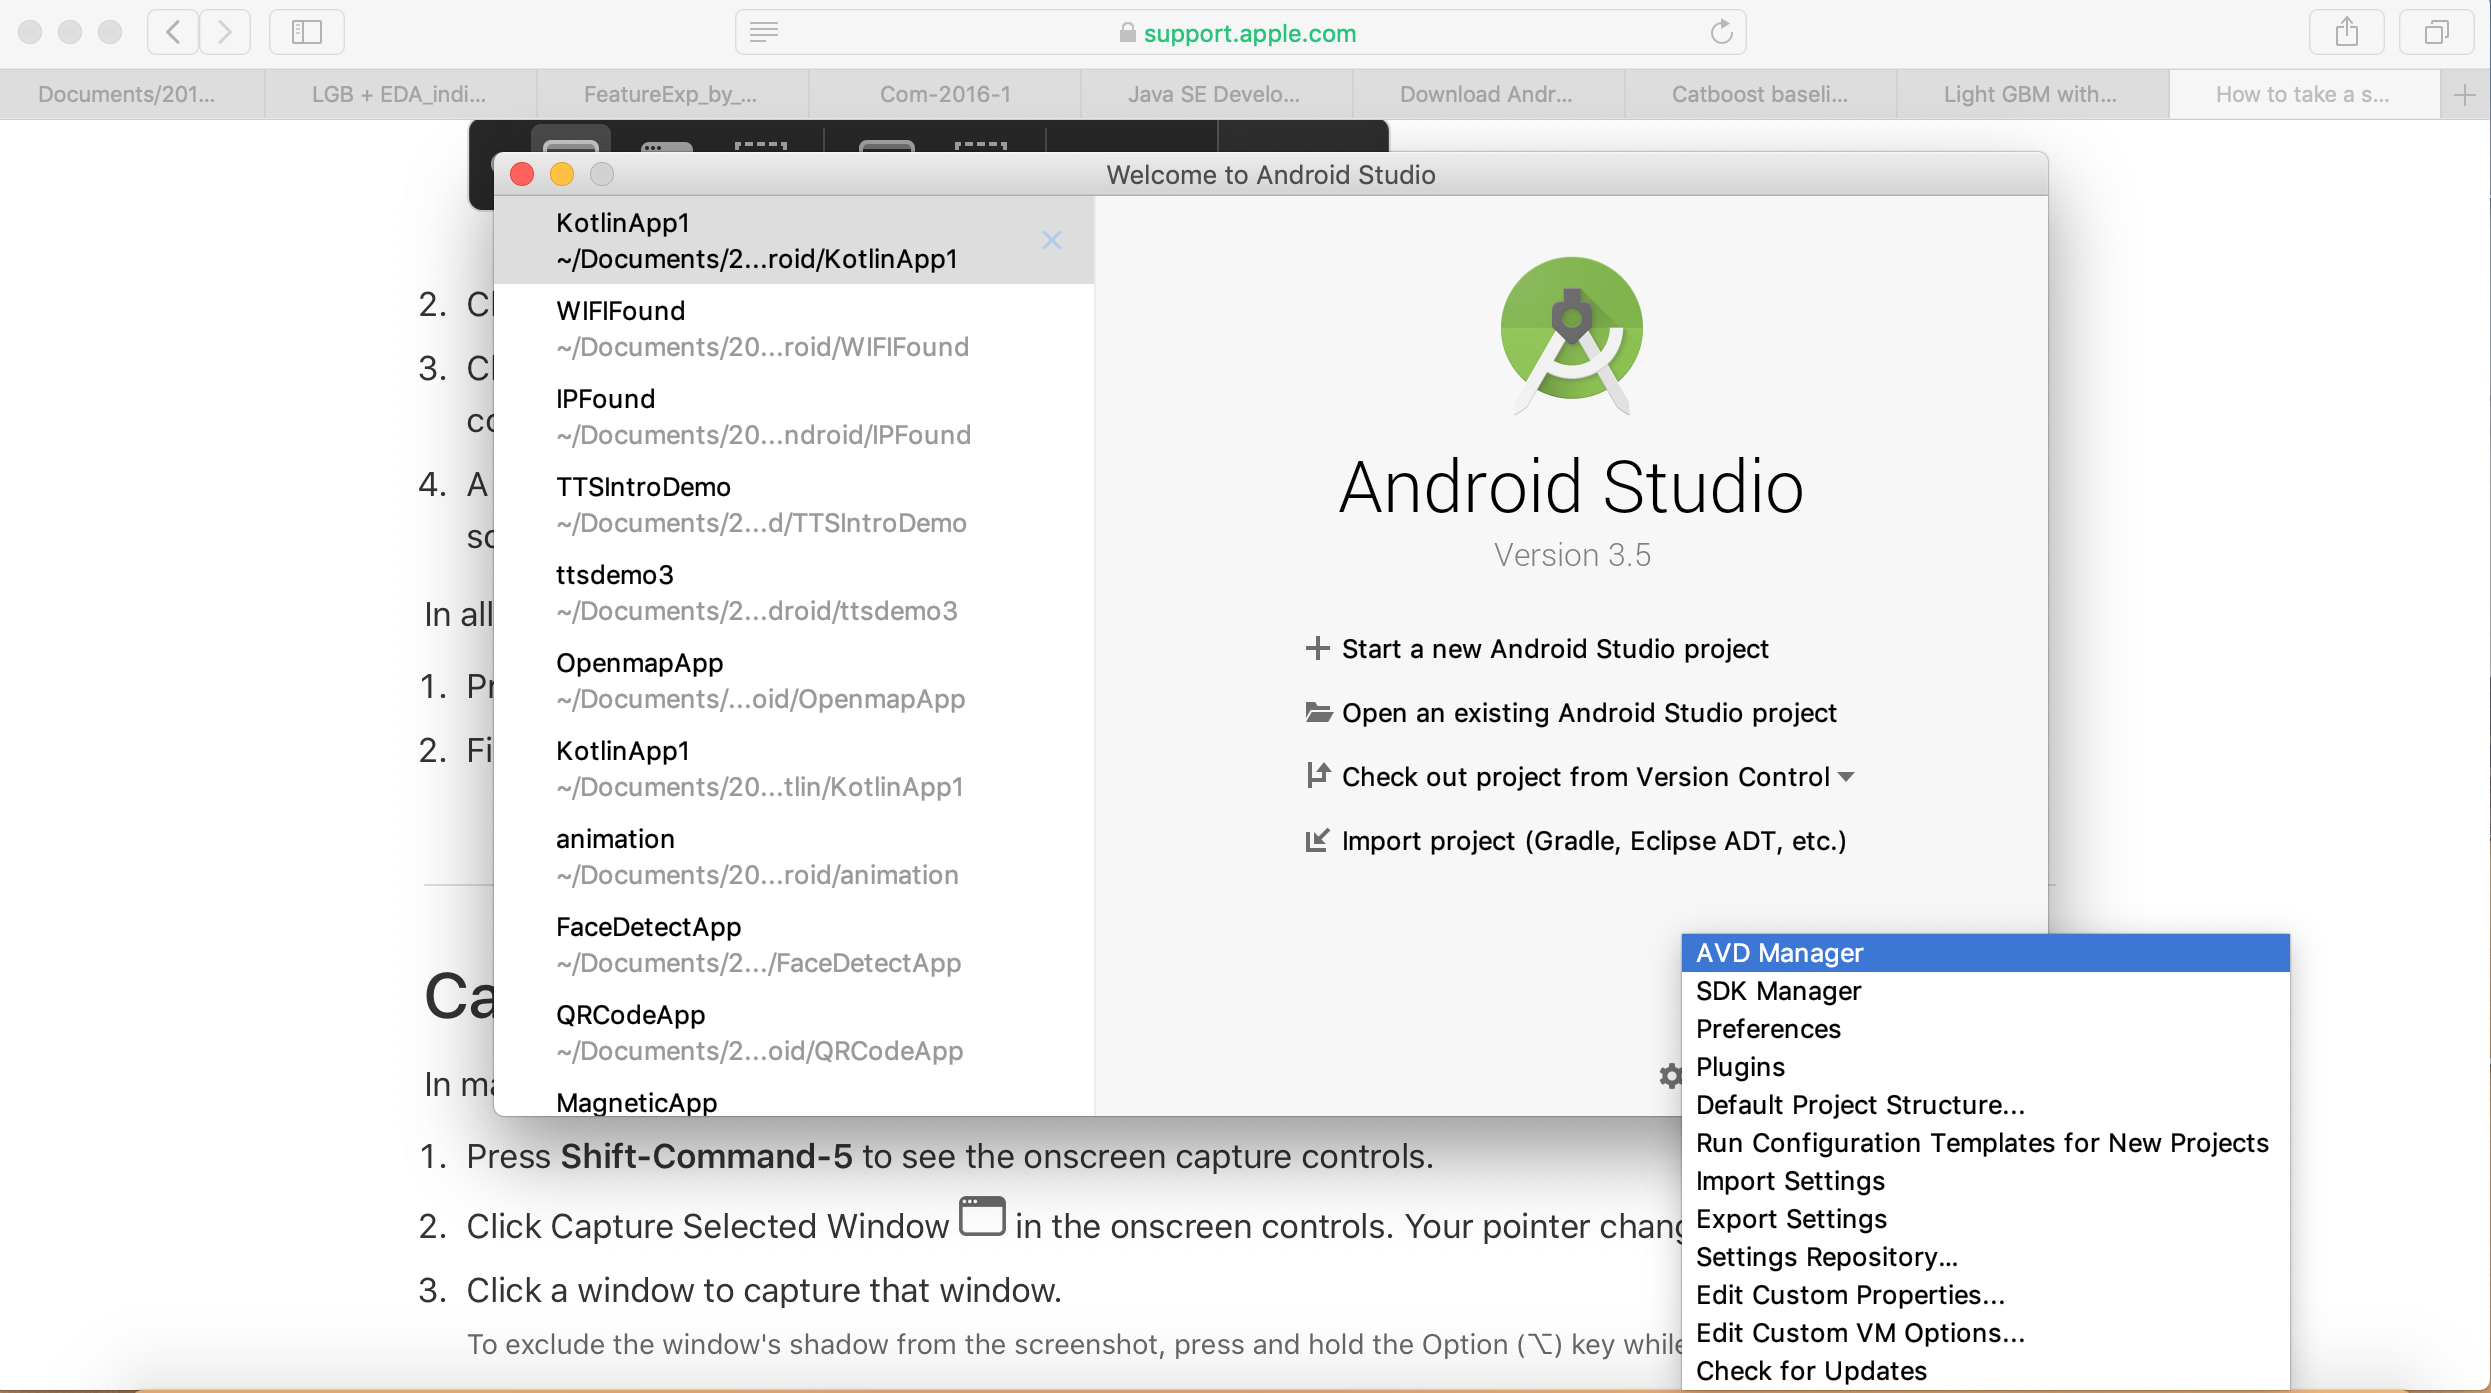 support.apple.com
Documents/201...
LGB + EDA_indi...
FeatureExp_by_...
Com-2016-1
Java SE Develo...
Download Andr...
Catboost baseli...
Light GBM with...
How to take a s...
Welcome to Android Studio
KotlinApp1
~/Documents/2...roid/KotlinApp1
WIFIFound
~/Documents/20...roid/WIFIFound
IPFound
~/Documents/20...ndroid/IPFound
TTSIntroDemo
~/Documents/2...d/TTSIntroDemo
ttsdemo3
~/Documents/2...droid/ttsdemo3
OpenmapApp
~/Documents/...oid/OpenmapApp
KotlinApp1
~/Documents/20...tlin/KotlinApp1
animation
~/Documents/20...roid/animation
FaceDetectApp
~/Documents/2.../FaceDetectApp
QRCodeApp
~/Documents/2...oid/QRCodeApp
MagneticApp
Android Studio
Version 3.5
Start a new Android Studio project
Open an existing Android Studio project
Check out project from Version Control
Import project (Gradle, Eclipse ADT, etc.)
AVD Manager
SDK Manager
Preferences
Plugins
Default Project Structure...
Run Configuration Templates for New Projects
Import Settings
Export Settings
Settings Repository...
Edit Custom Properties...
Edit Custom VM Options...
Check for Updates
2.
3.
4. A
In all
1.
2.
In
1. Press Shift-Command-5 to see the onscreen capture controls.
2. Click Capture Selected Window in the onscreen controls. Your pointer
3. Click a window to capture that window.
To exclude the window's shadow from the screenshot, press and hold the Option (⌥) key while